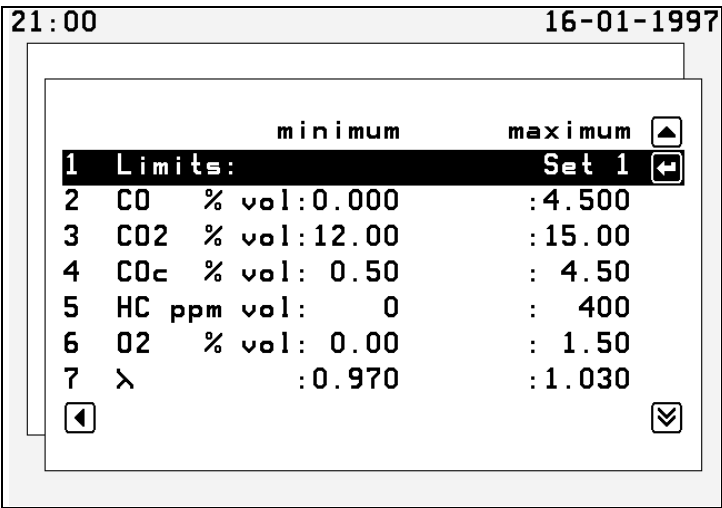 21:00 16-01-1997
minimum maximum
1 Limits: Set 1
2 CO % vol:0.000 :4.500
3 CO2 % vol:12.00 :15.00
4 COc % vol: 0.50 : 4.50
5 HC ppm vol: 0 : 400
6 O2 % vol: 0.00 : 1.50
7 λ :0.970 :1.030